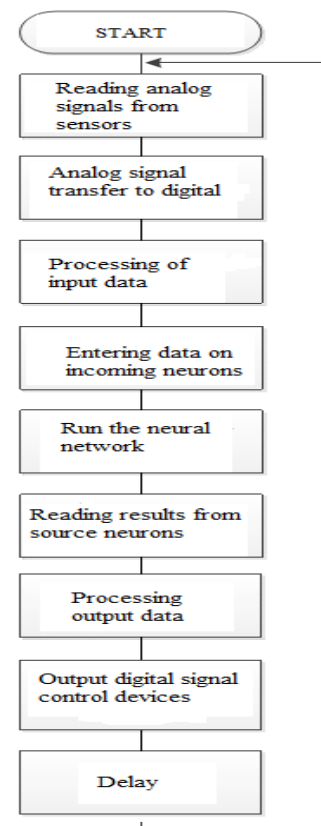 START
Reading analog
signals from
sensors
Analog signal
transfer to digital
Processing of
input data
Entering data on
incoming neurons
Run the neural
network
Reading results from
source neurons
Processing
output data
Output digital signal
control devices
Delay